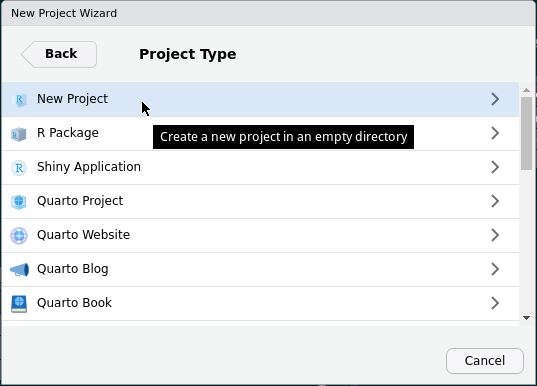 New Project Wizard
Back
Project Type
New Project
Create a new project in an empty directory
R Package
Shiny Application
Quarto Project
Quarto Website
Quarto Blog
Quarto Book
Cancel